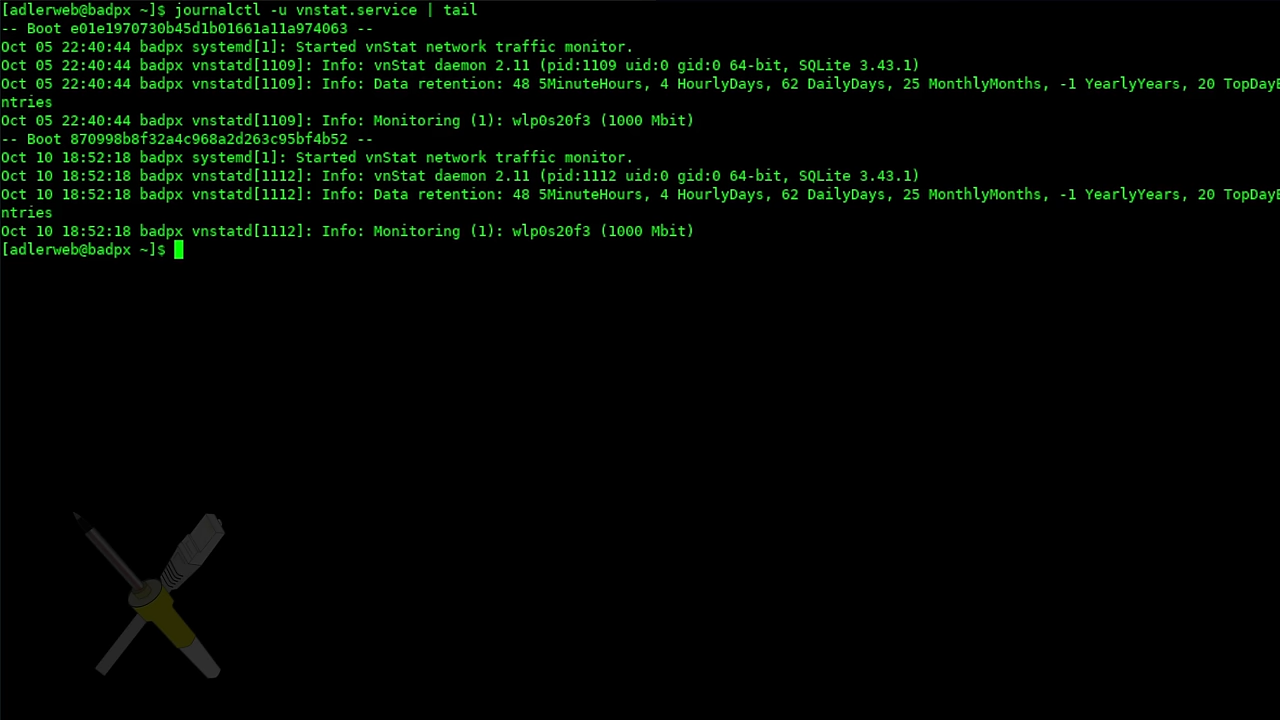 [adlerweb@badpx ~]$ journalctl -u vnstat.service | tail
-- Boot e01e1970730b45d1b01661a11a974063 --
Oct 05 22:40:44 badpx systemd[1]: Started vnStat network traffic monitor.
Oct 05 22:40:44 badpx vnstatd[1109]: Info: vnStat daemon 2.11 (pid:1109 uid:0 gid:0 64-bit, SQLite 3.43.1)
Oct 05 22:40:44 badpx vnstatd[1109]: Info: Data retention: 48 5MinuteHours, 4 HourlyDays, 62 DailyDays, 25 MonthlyMonths, -1 YearlyYears, 20 TopDayE
ntries
Oct 05 22:40:44 badpx vnstatd[1109]: Info: Monitoring (1): wlp0s20f3 (1000 Mbit)
-- Boot 870998b8f32a4c968a2d263c95bf4b52 --
Oct 10 18:52:18 badpx systemd[1]: Started vnStat network traffic monitor.
Oct 10 18:52:18 badpx vnstatd[1112]: Info: vnStat daemon 2.11 (pid:1112 uid:0 gid:0 64-bit, SQLite 3.43.1)
Oct 10 18:52:18 badpx vnstatd[1112]: Info: Data retention: 48 5MinuteHours, 4 HourlyDays, 62 DailyDays, 25 MonthlyMonths, -1 YearlyYears, 20 TopDayE
ntries
Oct 10 18:52:18 badpx vnstatd[1112]: Info: Monitoring (1): wlp0s20f3 (1000 Mbit)
[adlerweb@badpx ~]$